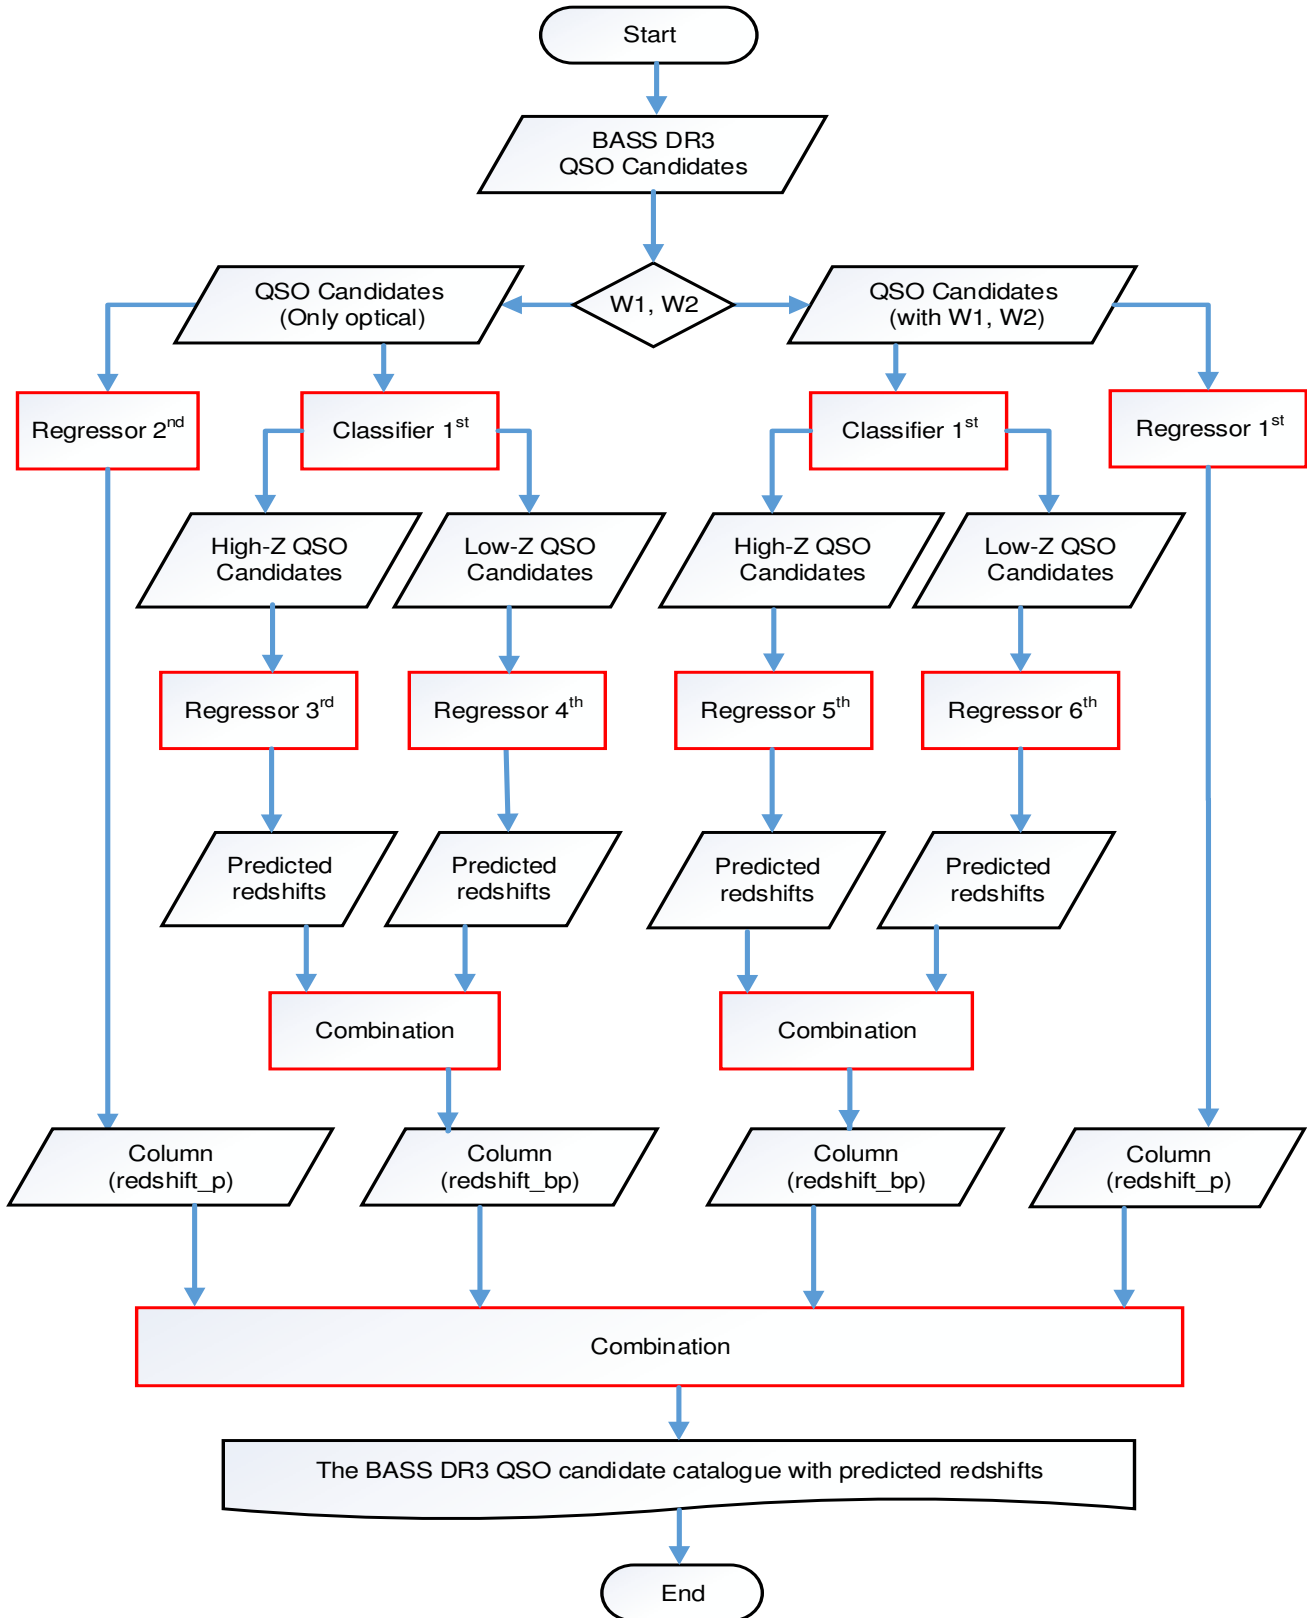 Start
BASS DR3
QSO Candidates
QSO Candidates
(Only optical)
W1, W2
QSO Candidates
(with W1, W2)
Regressor 2nd
Classifier 1st
Classifier 1st
Regressor 1st
High-Z QSO
Candidates
Low-Z QSO
Candidates
High-Z QSO
Candidates
Low-Z QSO
Candidates
Regressor 3rd
Regressor 4th
Regressor 5th
Regressor 6th
Predicted
redshifts
Predicted
redshifts
Predicted
redshifts
Predicted
redshifts
Combination
Combination
Column
(redshift_p)
Column
(redshift_bp)
Column
(redshift_bp)
Column
(redshift_p)
Combination
The BASS DR3 QSO candidate catalogue with predicted redshifts
End